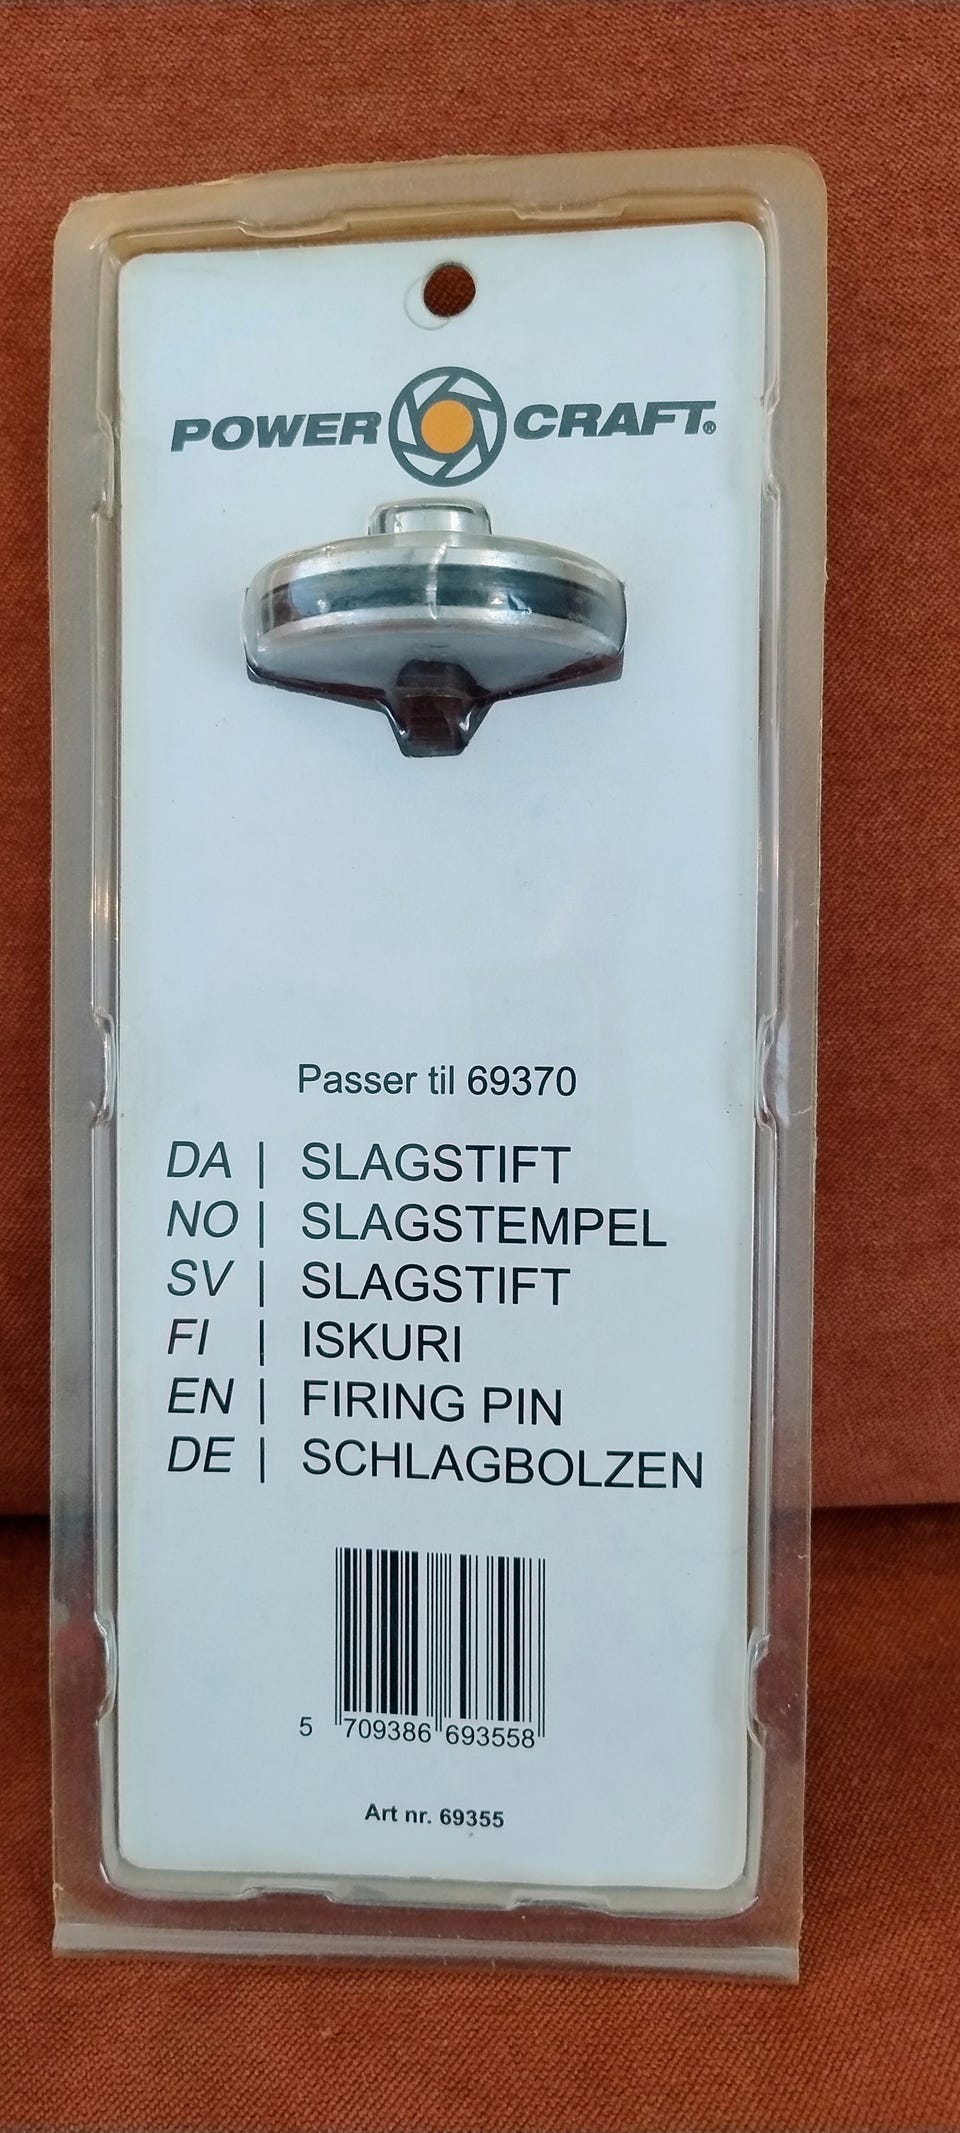 POWER CRAFT®
Passer til 69370
DA | SLAGSTIFT
NO | SLAGSTEMPEL
SV | SLAGSTIFT
FI | ISKURI
EN | FIRING PIN
DE | SCHLAGBOLZEN
5 709386 693558
Art nr. 69355